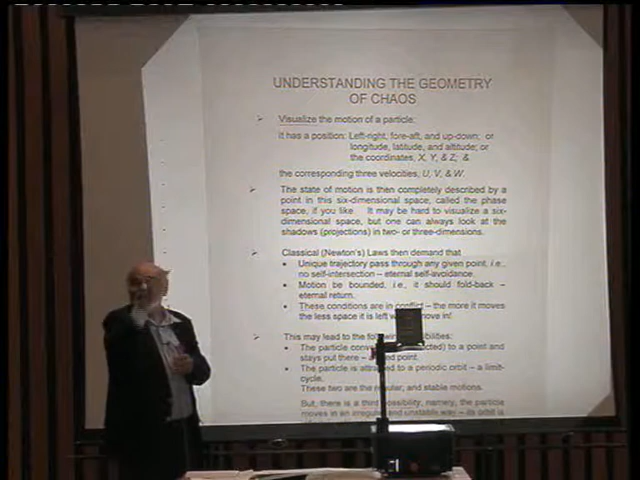 UNDERSTANDING THE GEOMETRY
OF CHAOS
Visualize the motion of a particle:
It has a position: Left-right, fore-aft, and up-down; or
longitude, latitude, and altitude; or
the coordinates, X, Y, & Z; &
the corresponding three velocities, U, V, & W.
The state of motion is then completely described by a
point in this six-dimensional space, called the phase
space, if you like. It may be hard to visualize a six-
dimensional space, but one can always look at the
shadows (projections) in two- or three-dimensions.
Classical (Newton's) Laws then demand that
Unique trajectory pass through any given point, i.e.,
no self-intersection – eternal self-avoidance.
Motion be bounded, i.e., it should fold-back –
eternal return.
These conditions are in conflict – the more it moves
the less space it is left move in!
This may lead to the
The particle to a point and
stays put there – point.
The particle is to a periodic orbit – a limit-
cycle.
These two are the and stable motions.
But, there is a third possibility, namely, the particle
moves in an irregular and unstable way – its orbit is